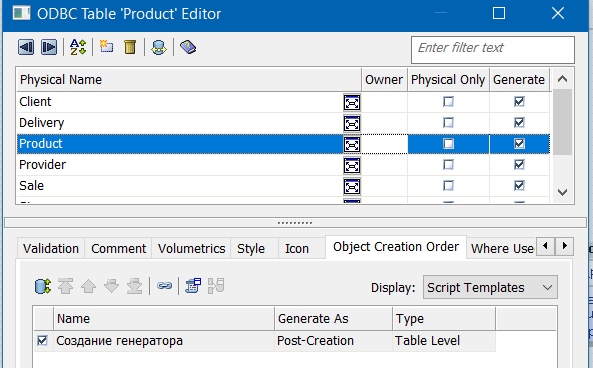 ODBC Table 'Product' Editor
Enter filter text
Physical Name Owner Physical Only Generate
Client
Delivery
Product
Provider
Sale
Validation Comment Volumetrics Style Icon Object Creation Order Where Use
Display: Script Templates
Name Generate As Type
Создание генератора Post-Creation Table Level